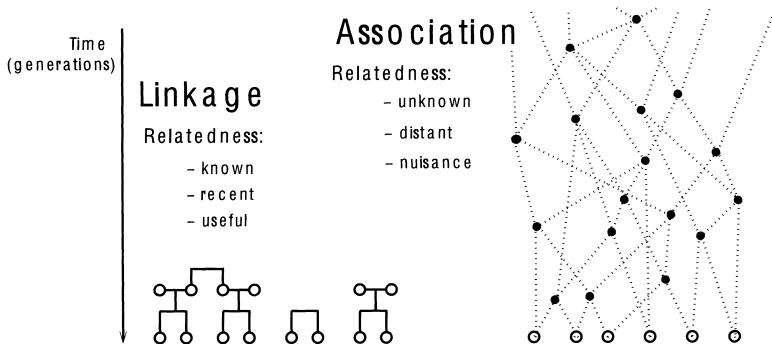 Time
(generations)
Linkage
Relatedness:
– known
– recent
– useful
Association
Relatedness:
– unknown
– distant
– nuisance